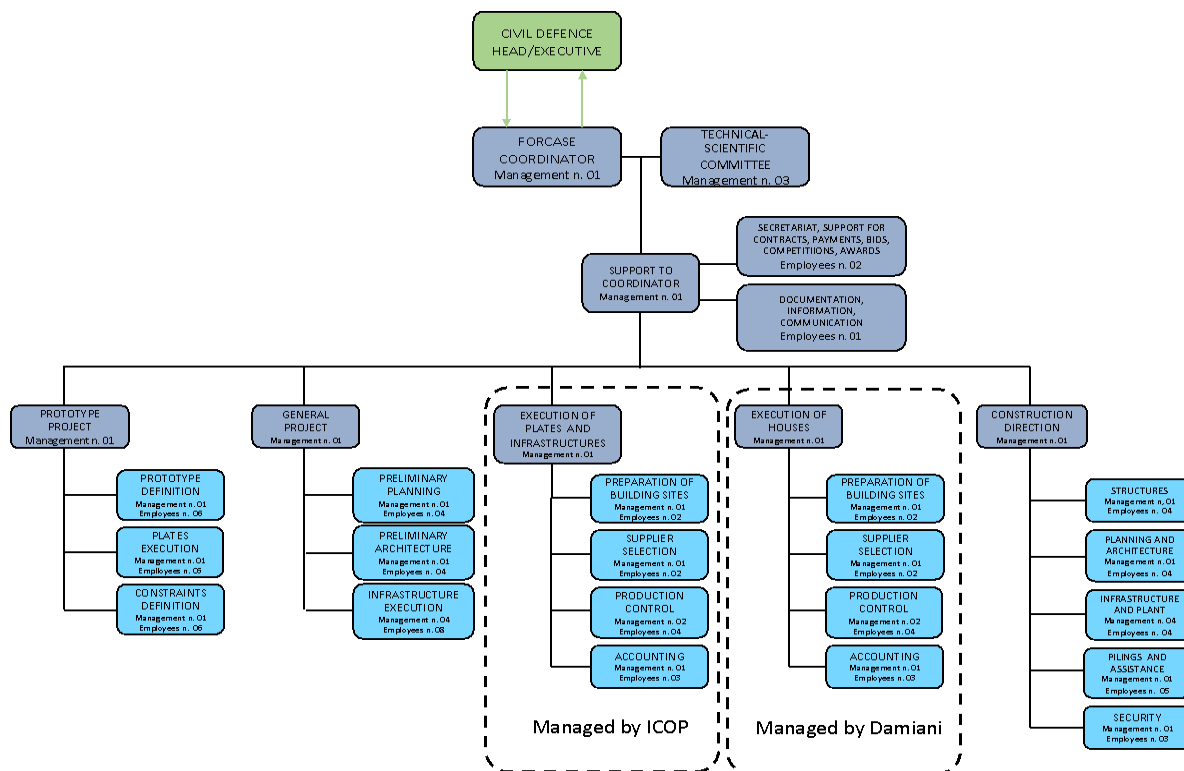 CIVIL DEFENCE
HEAD/EXECUTIVE
FORCASE
COORDINATOR
Management n. 01
TECHNICAL-
SCIENTIFIC
COMMITTEE
Management n. 03
SECRETARIAT, SUPPORT FOR
CONTRACTS, PAYMENTS, BIDS,
COMPETITIIONS, AWARDS
Employees n. 02
SUPPORT TO
COORDINATOR
Management n. 01
DOCUMENTATION,
INFORMATION,
COMMUNICATION
Employees n. 01
PROTOTYPE
PROJECT
Management n. 01
PROTOTYPE
DEFINITION
Management n. 01
Employees n. 06
PLATES
EXECUTION
Management n. 01
Emplloyees n. 05
CONSTRAINTS
DEFINITION
Management n. 01
Employees n. 06
GENERAL
PROJECT
Management n. 01
PRELIMINARY
PLANNING
Management n. 01
Employees n. 04
PRELIMINARY
ARCHITECTURE
Management n. 01
Employees n. 04
INFRASTRUCTURE
EXECUTION
Management n. 04
Employees n. 08
EXECUTION OF
PLATES AND
INFRASTRUCTURES
Management n. 01
PREPARATION OF
BUILDING SITES
Management n. 01
Employees n. 02
SUPPLIER
SELECTION
Management n. 01
Employees n. 02
PRODUCTION
CONTROL
Management n. 02
Employees n. 04
ACCOUNTING
Management n. 01
Employees n. 03
Managed by ICOP
EXECUTION OF
HOUSES
Management n. 01
PREPARATION OF
BUILDING SITES
Management n. 01
Employees n. 02
SUPPLIER
SELECTION
Management n. 01
Employees n. 02
PRODUCTION
CONTROL
Management n. 02
Employees n. 04
ACCOUNTING
Management n. 01
Employees n. 03
Managed by Damiani
CONSTRUCTION
DIRECTION
Management n. 01
STRUCTURES
Management n. 01
Employees n. 04
PLANNING AND
ARCHITECTURE
Management n. 01
Employees n. 04
INFRASTRUCTURE
AND PLANT
Management n. 04
Employees n. 04
PILINGS AND
ASSISTANCE
Management n. 01
Employees n. 05
SECURITY
Management n. 01
Employees n. 03